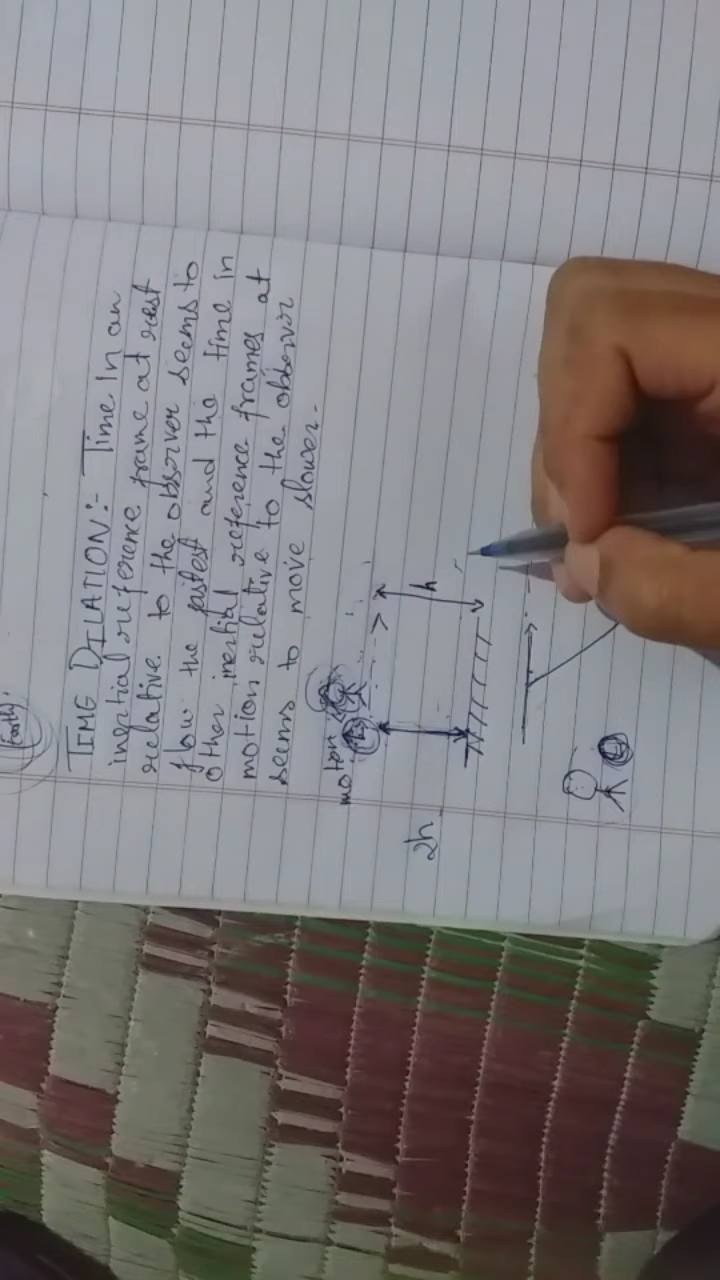 Earth.
TIME DILATION:- Time in an
inertial reference frame at rest
relative to the observer seems to
flow the fastest and the time in
other inertial reference frames at
motion relative to the observer
seems to move slower.
motion
h
2h